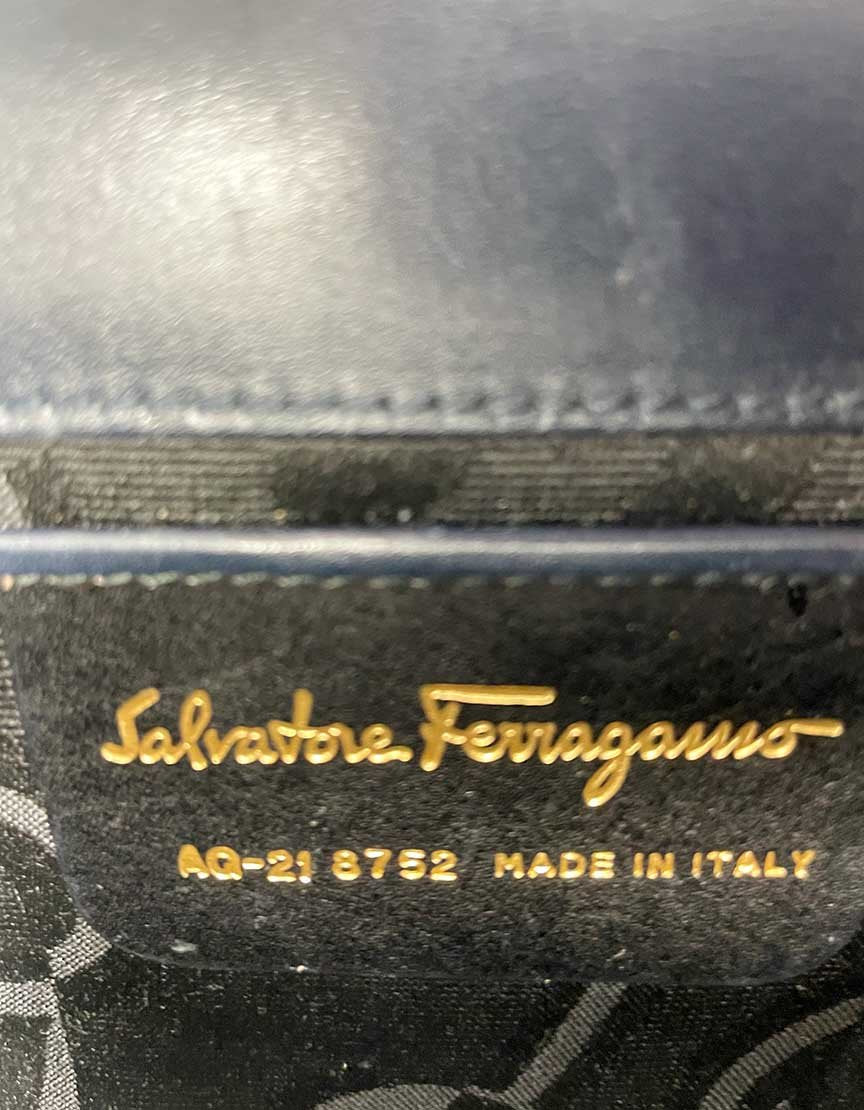 Salvatore Ferragamo
AQ-21 8752 MADE IN ITALY